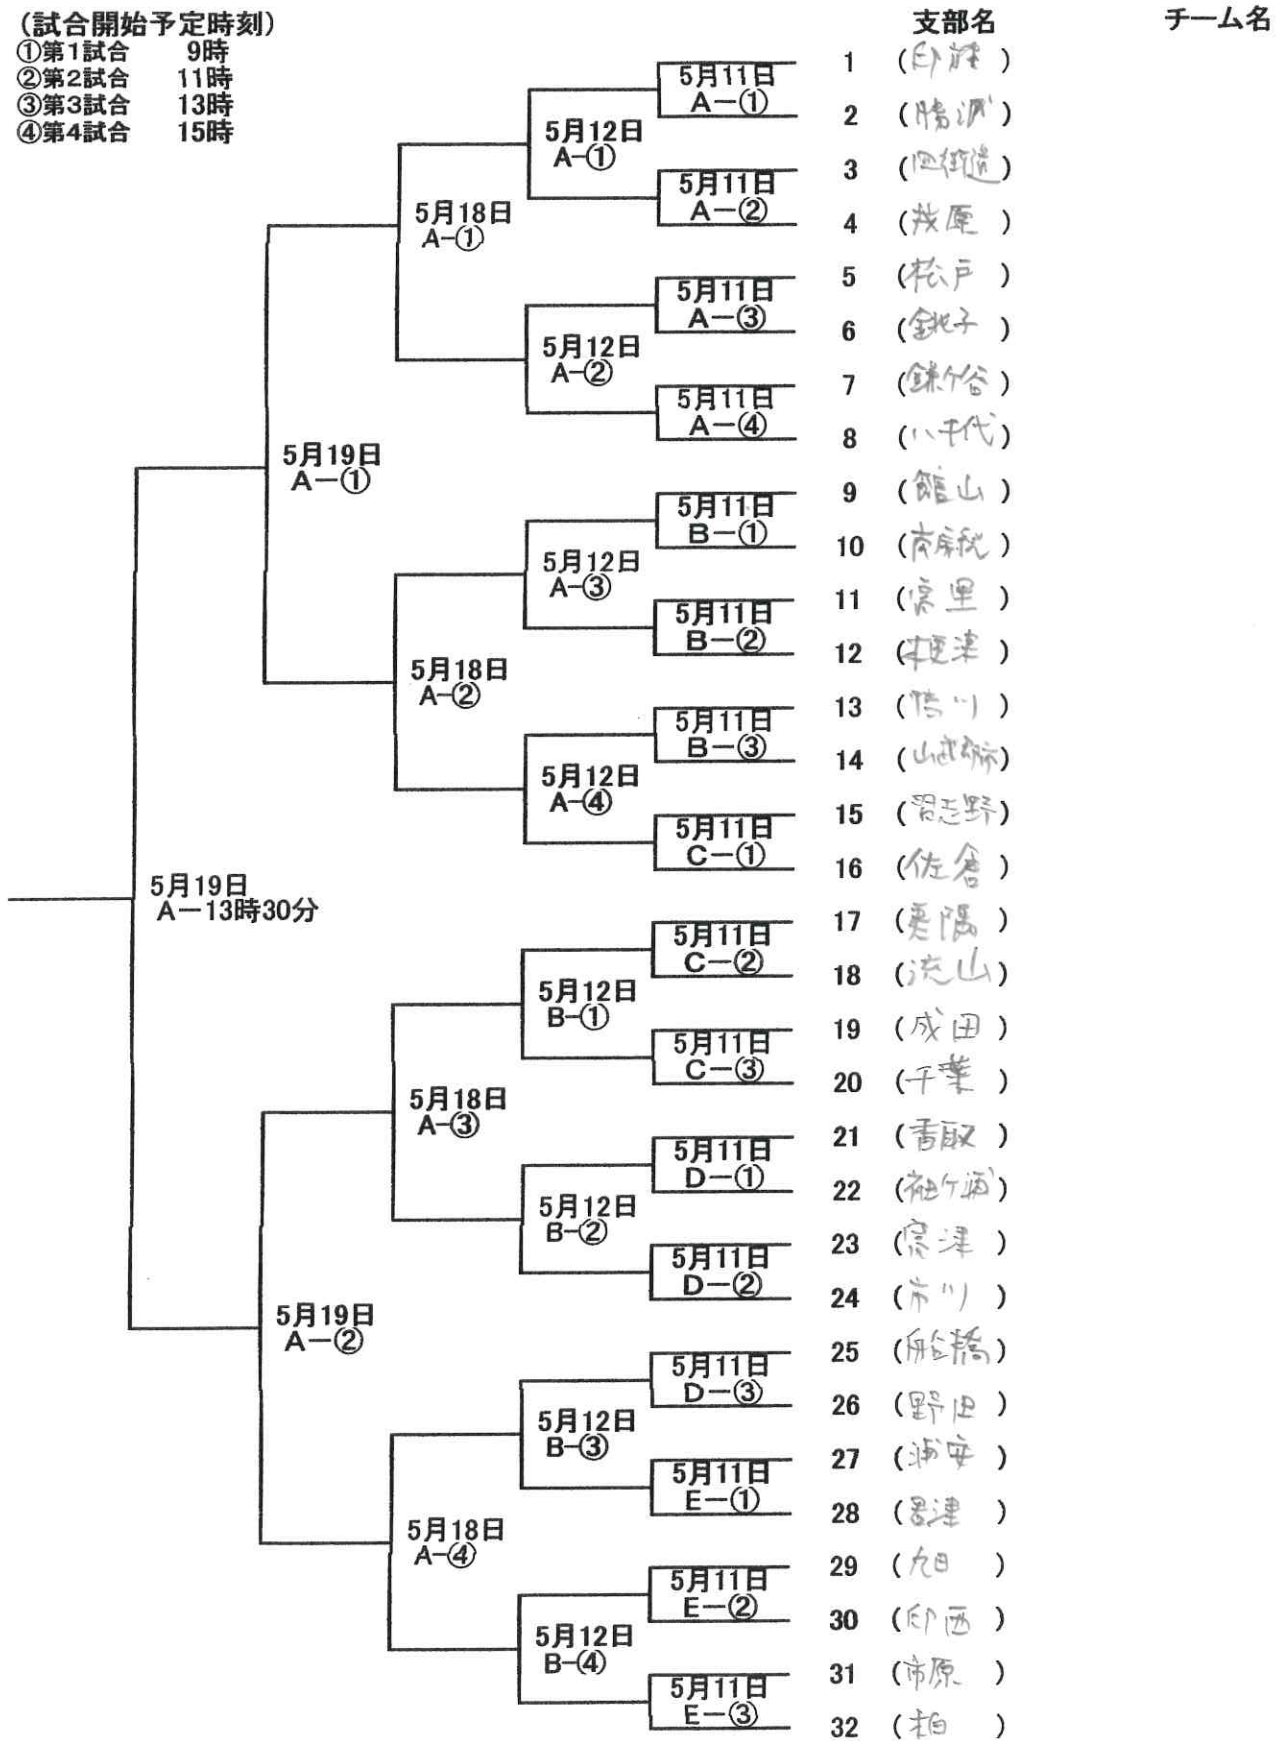 (試合開始予定時刻)
①第1試合 9時
②第2試合 11時
③第3試合 13時
④第4試合 15時
支部名 チーム名
1 (印旛)
2 (勝浦)
3 (四街道)
4 (茂原)
5 (松戸)
6 (銚子)
7 (鎌ケ谷)
8 (八千代)
9 (館山)
10 ( )
11 (富里)
12 (木更津)
13 (鴨川)
14 (山武郡市)
15 (習志野)
16 (佐倉)
17 (夷隅)
18 (流山)
19 (成田)
20 (千葉)
21 (香取)
22 (袖ケ浦)
23 (富津)
24 (市川)
25 (船橋)
26 (野田)
27 (浦安)
28 (君津)
29 ( )
30 (印西)
31 (市原)
32 (柏)
5月11日
A-①
5月11日
A-②
5月11日
A-③
5月11日
A-④
5月11日
B-①
5月11日
B-②
5月11日
B-③
5月11日
C-①
5月11日
C-②
5月11日
C-③
5月11日
D-①
5月11日
D-②
5月11日
D-③
5月11日
E-①
5月11日
E-②
5月11日
E-③
5月12日
A-①
5月12日
A-②
5月12日
A-③
5月12日
A-④
5月12日
B-①
5月12日
B-②
5月12日
B-③
5月12日
B-④
5月18日
A-①
5月18日
A-②
5月18日
A-③
5月18日
A-④
5月19日
A-①
5月19日
A-②
5月19日
A-13時30分